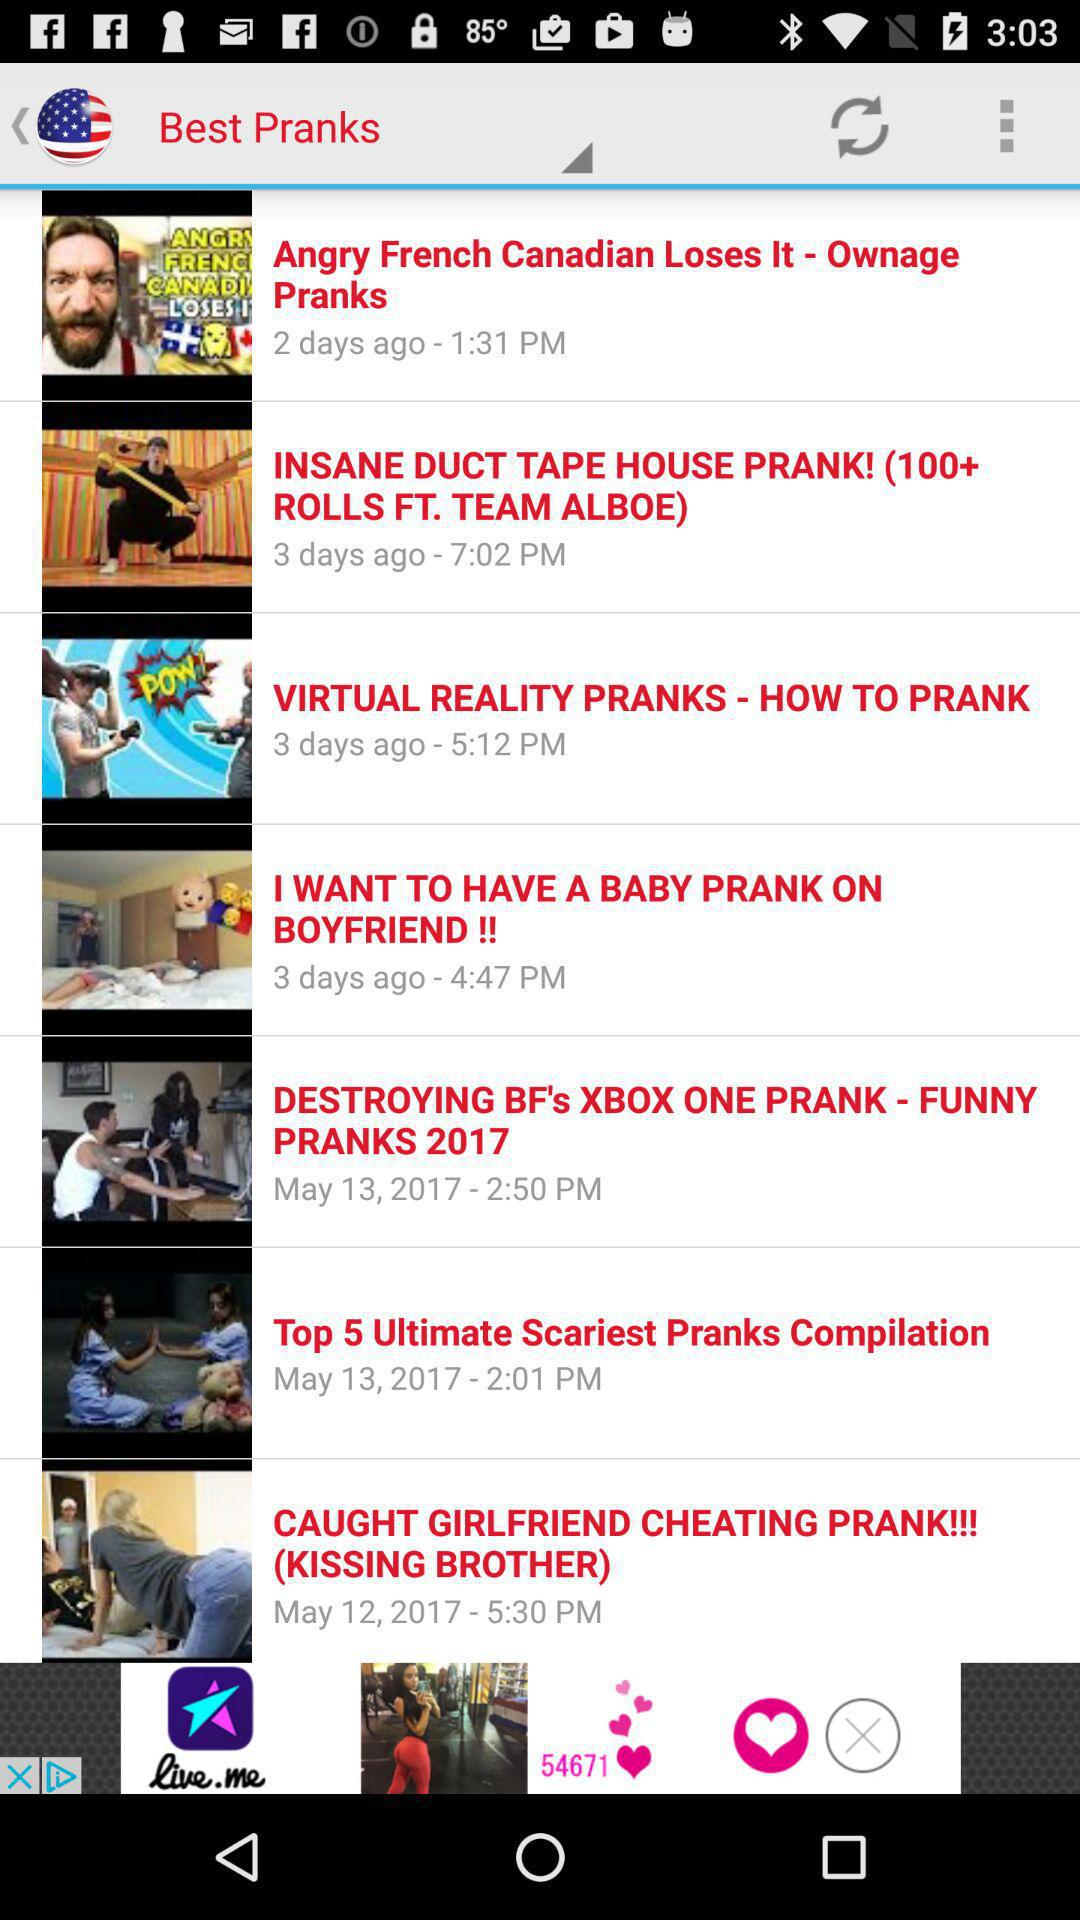 85° 3:03
Best Pranks
ANGRY
FRENC
CANADI
LOSES I
Angry French Canadian Loses It - Ownage
Pranks
2 days ago - 1:31 PM
INSANE DUCT TAPE HOUSE PRANK! (100+
ROLLS FT. TEAM ALBOE)
3 days ago - 7:02 PM
POW!
VIRTUAL REALITY PRANKS - HOW TO PRANK
3 days ago - 5:12 PM
I WANT TO HAVE A BABY PRANK ON
BOYFRIEND !!
3 days ago - 4:47 PM
DESTROYING BF's XBOX ONE PRANK - FUNNY
PRANKS 2017
May 13, 2017 - 2:50 PM
Top 5 Ultimate Scariest Pranks Compilation
May 13, 2017 - 2:01 PM
CAUGHT GIRLFRIEND CHEATING PRANK!!!
(KISSING BROTHER)
May 12, 2017 - 5:30 PM
live.me
54671